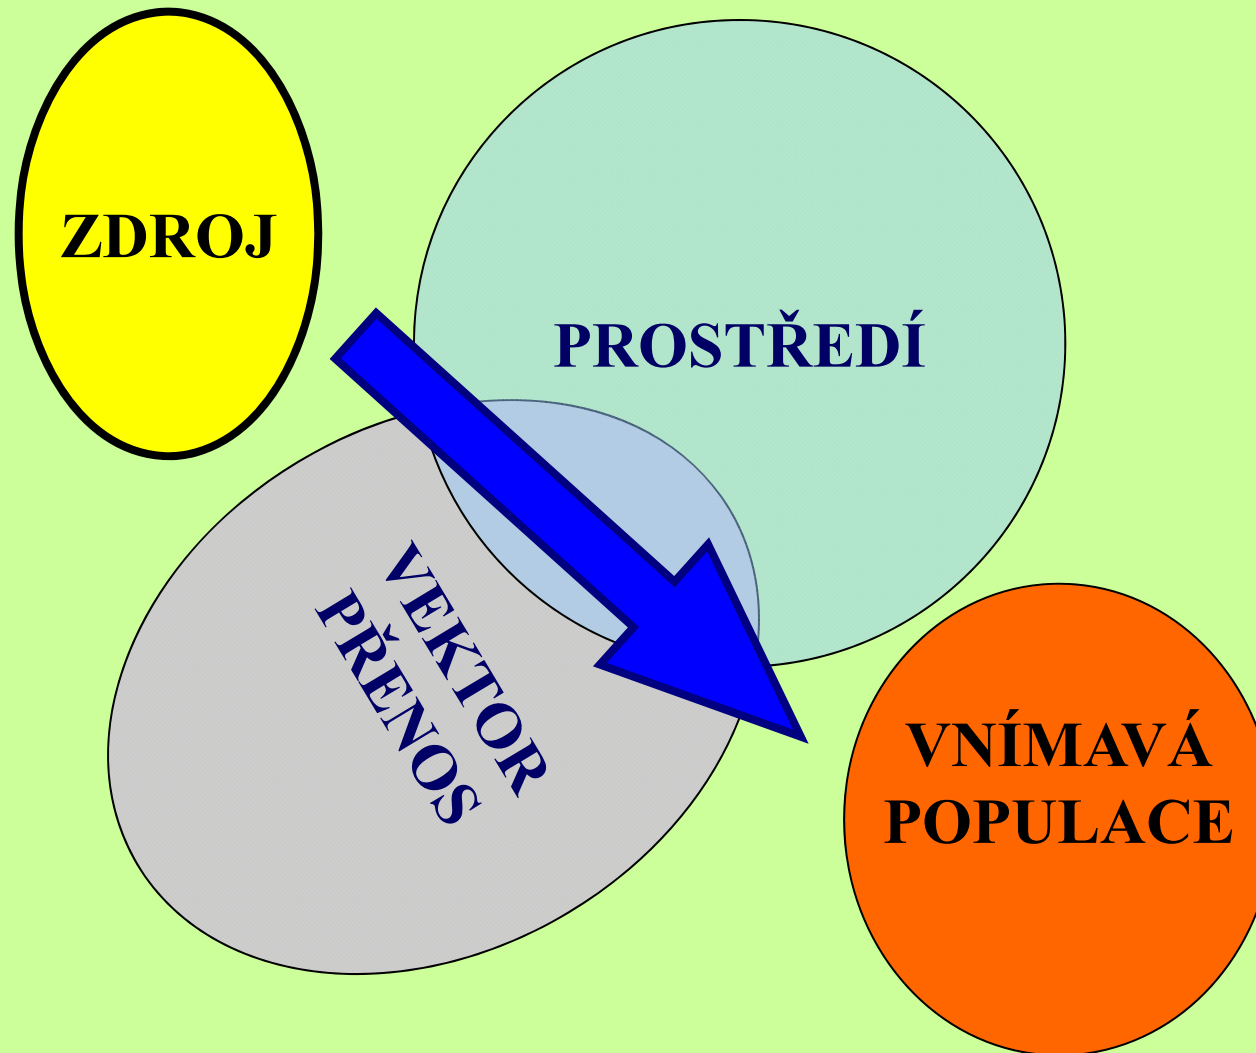 ZDROJ
PROSTŘEDÍ
VEKTOR
PŘENOS
VNÍMAVÁ
POPULACE